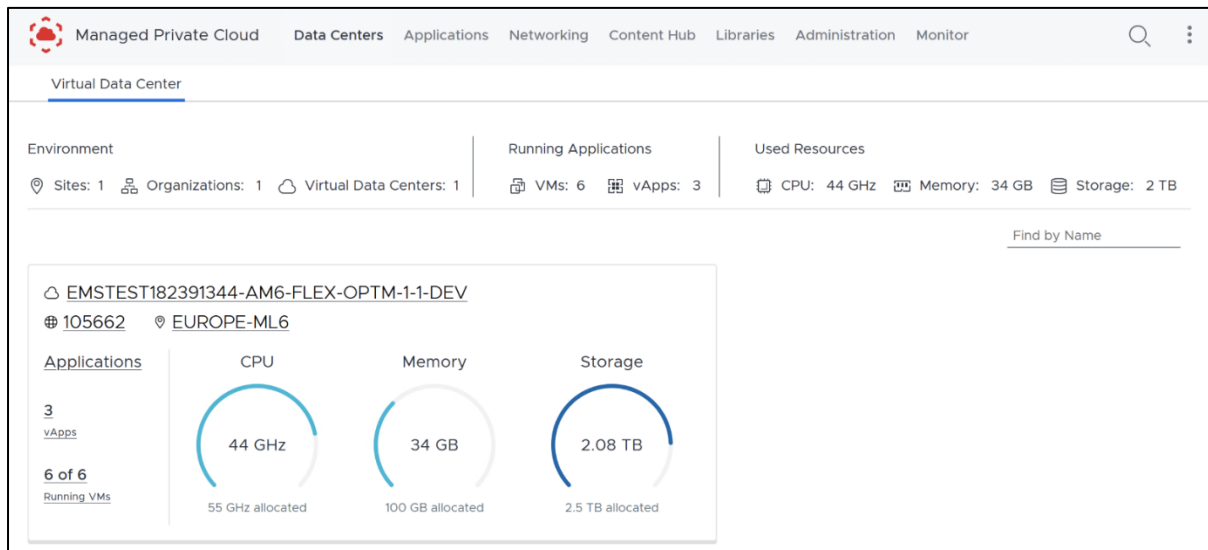 Managed Private Cloud Data Centers Applications Networking Content Hub Libraries Administration Monitor
Virtual Data Center
Environment Running Applications Used Resources
Sites: 1 Organizations: 1 Virtual Data Centers: 1 VMs: 6 vApps: 3 CPU: 44 GHz Memory: 34 GB Storage: 2 TB
Find by Name
EMSTEST182391344-AM6-FLEX-OPTM-1-1-DEV
105662 EUROPE-ML6
Applications CPU Memory Storage
3
vApps
44 GHz 34 GB 2.08 TB
6 of 6
Running VMs
55 GHz allocated 100 GB allocated 2.5 TB allocated